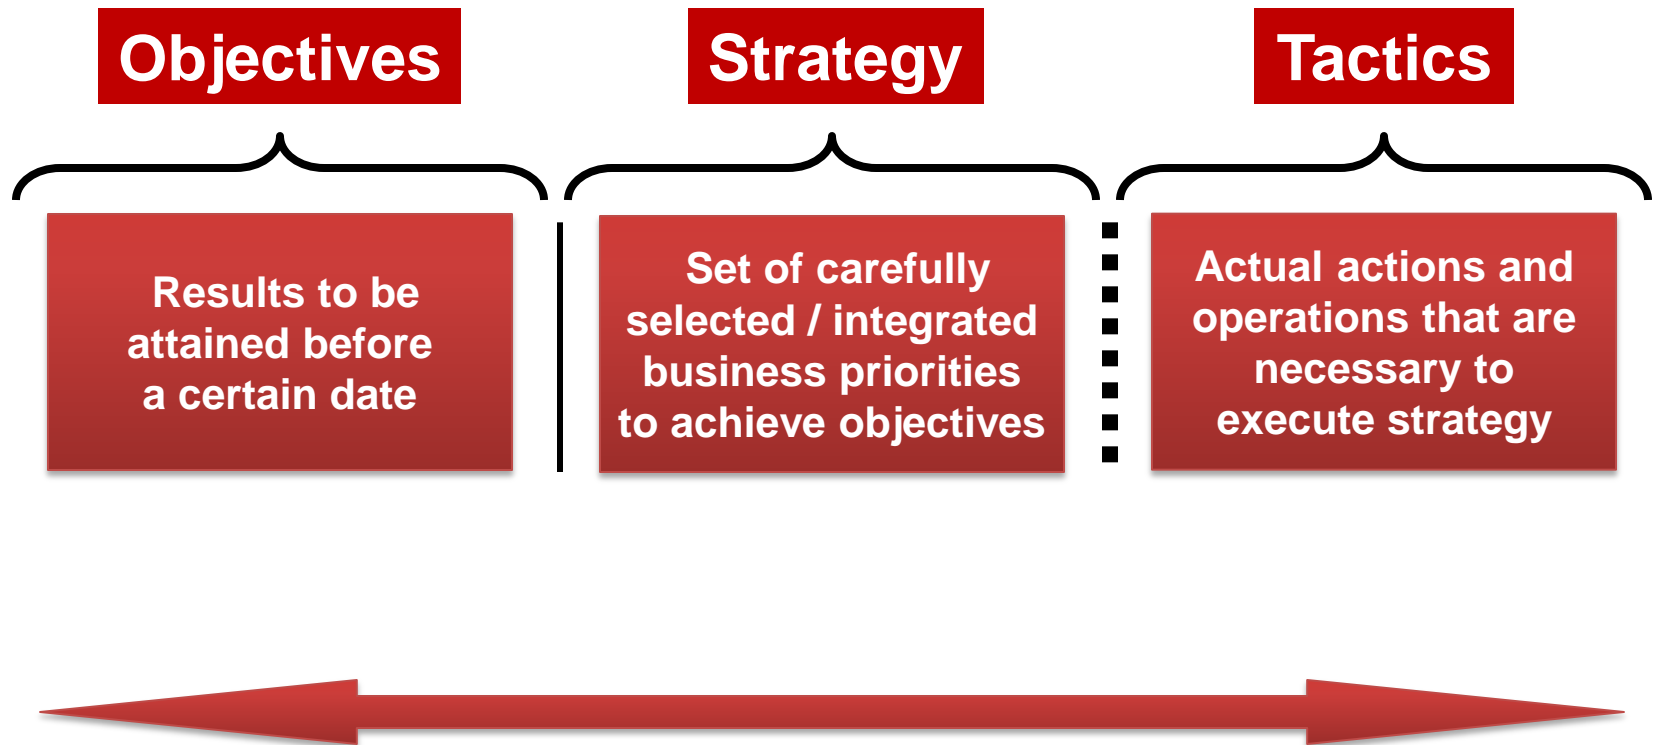 Objectives
Strategy
Tactics
Results to be
attained before
a certain date
Set of carefully
selected / integrated
business priorities
to achieve objectives
Actual actions and
operations that are
necessary to
execute strategy